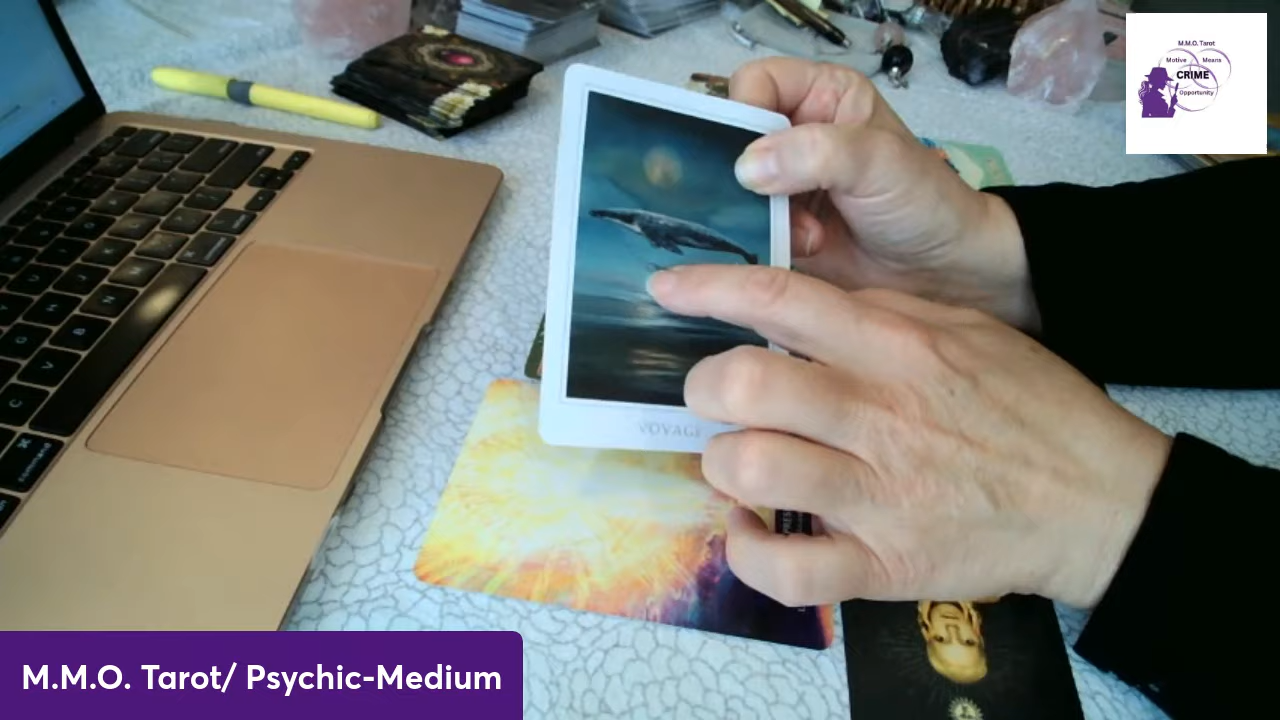 M.M.O. Tarot
Motive Means
CRIME
Opportunity
VOYAGE
M.M.O. Tarot/ Psychic-Medium